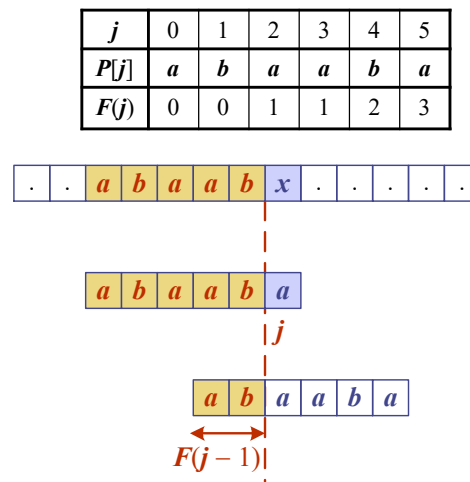 j 0 1 2 3 4 5
P[j] a b a a b a
F(j) 0 0 1 1 2 3
. . a b a a b x . . . . .
a b a a b a
j
a b a a b a
F(j – 1)